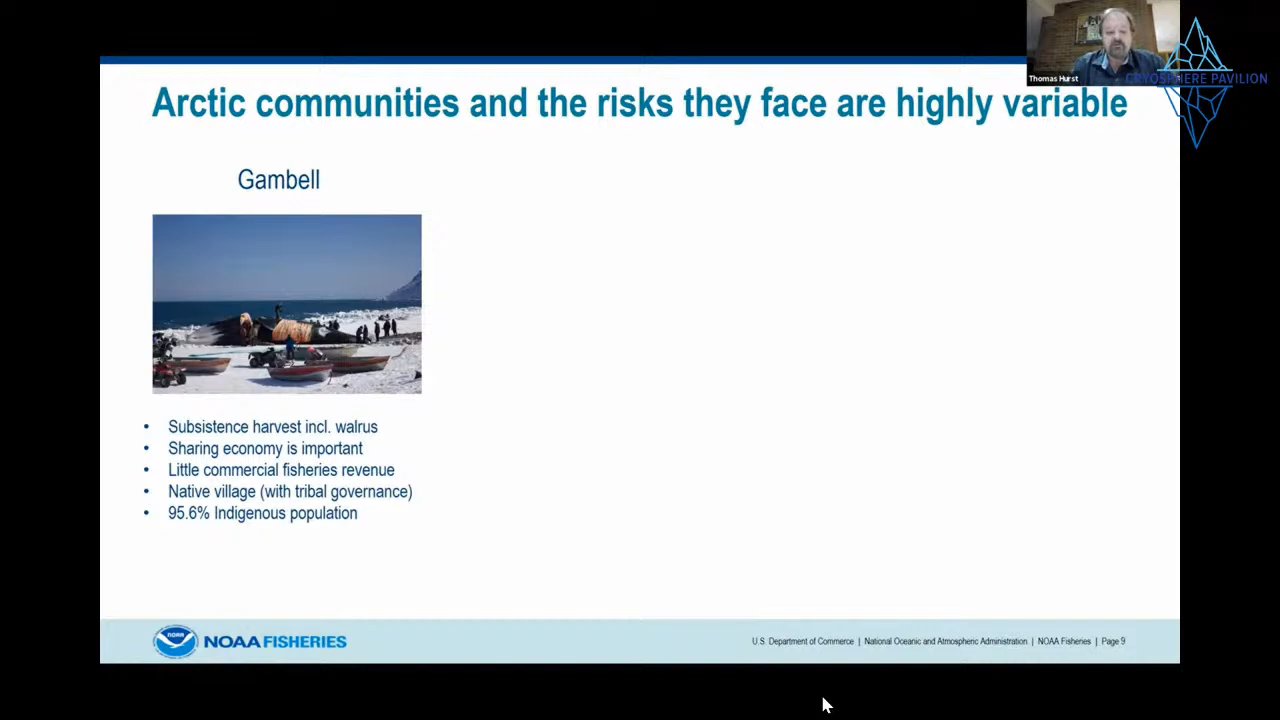 Thomas Hurst
CRYOSPHERE PAVILION
Arctic communities and the risks they face are highly variable
Gambell
• Subsistence harvest incl. walrus
• Sharing economy is important
• Little commercial fisheries revenue
• Native village (with tribal governance)
• 95.6% Indigenous population
NOAA
NOAA FISHERIES
U.S. Department of Commerce | National Oceanic and Atmospheric Administration | NOAA Fisheries | Page 9